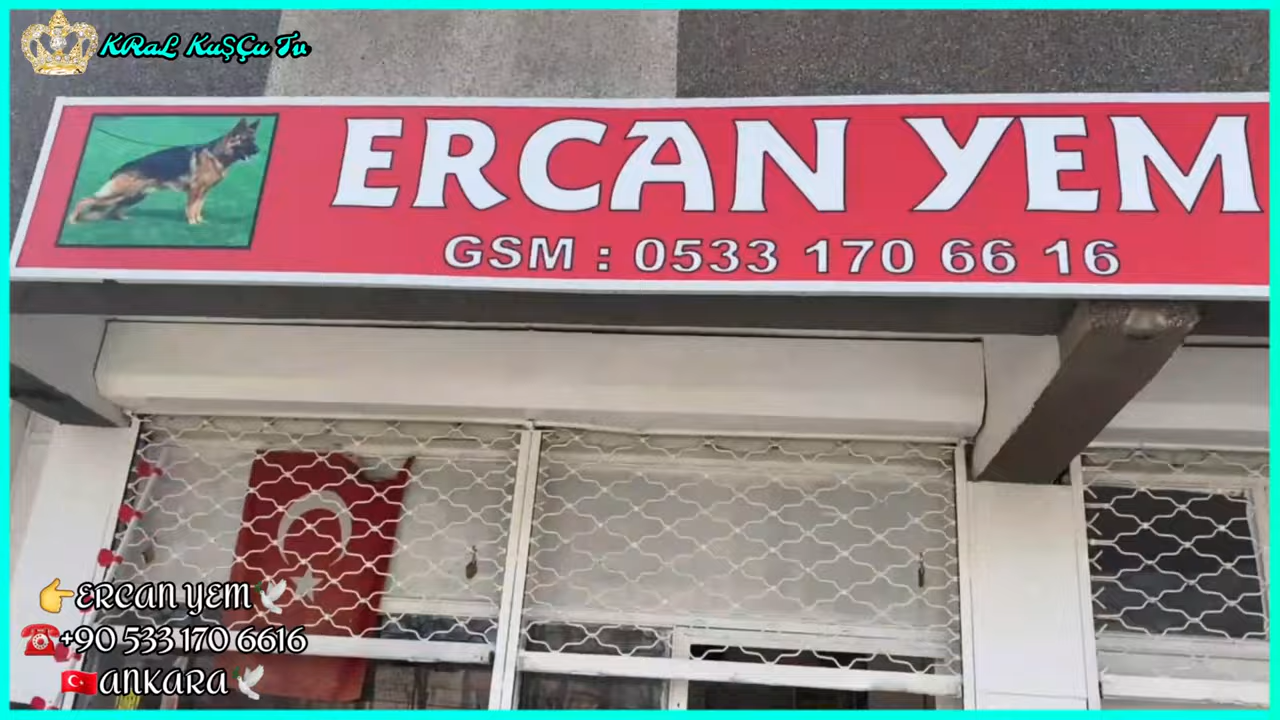 KRaL KuŞÇu Tv
ERCAN YEM
GSM : 0533 170 66 16
ERCAN YEM
+90 533 170 6616
ANKARA